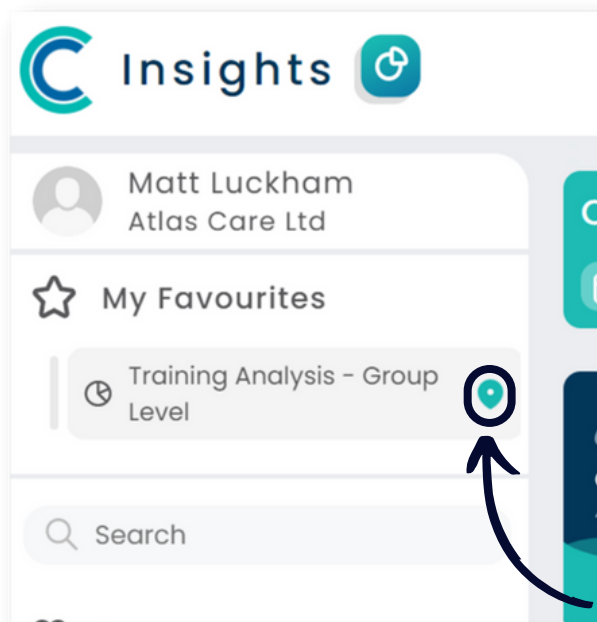 Insights
Matt Luckham
Atlas Care Ltd
My Favourites
Training Analysis - Group
Level
Search